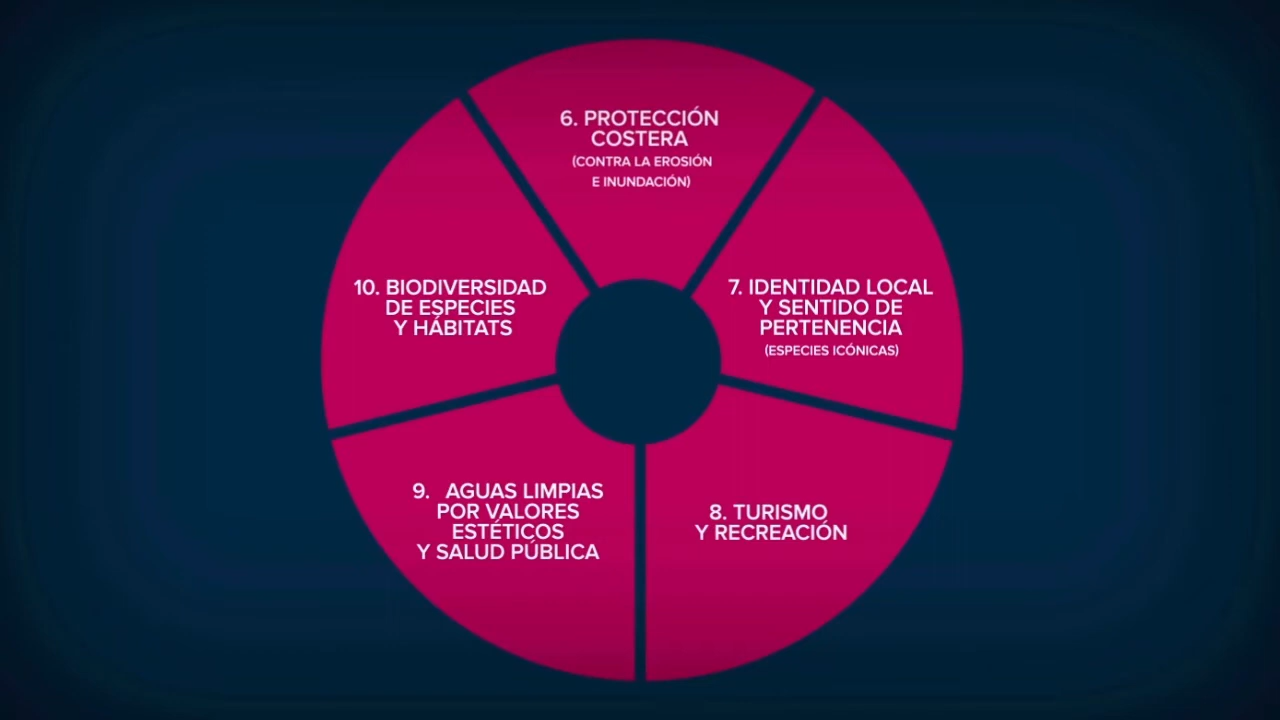 6. PROTECCIÓN
COSTERA
(CONTRA LA EROSIÓN
E INUNDACIÓN)
7. IDENTIDAD LOCAL
Y SENTIDO DE
PERTENENCIA
(ESPECIES ICÓNICAS)
8. TURISMO
Y RECREACIÓN
9. AGUAS LIMPIAS
POR VALORES
ESTÉTICOS
Y SALUD PÚBLICA
10. BIODIVERSIDAD
DE ESPECIES
Y HÁBITATS